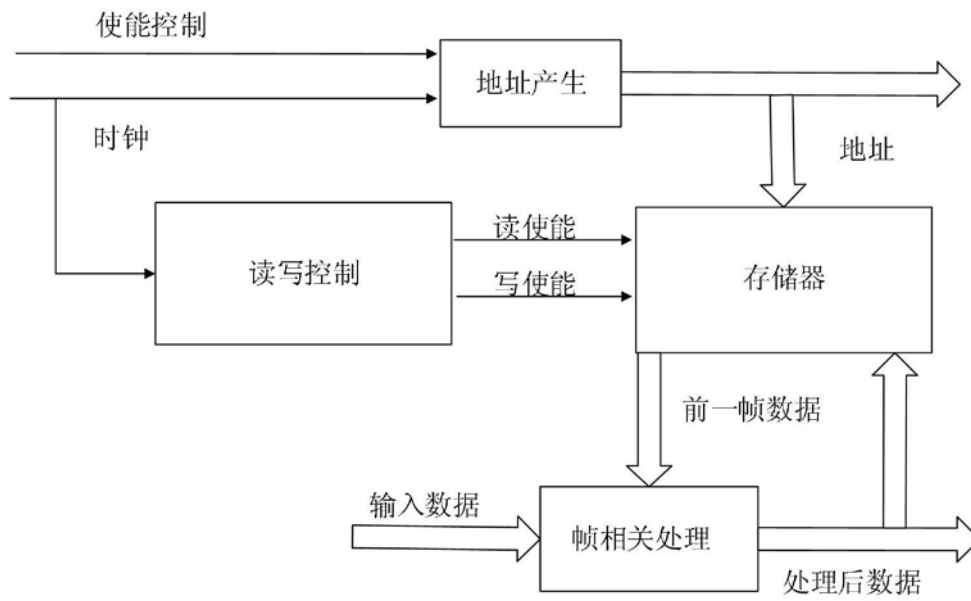 使能控制
地址产生
时钟
地址
读写控制
读使能
写使能
存储器
前一帧数据
输入数据
帧相关处理
处理后数据